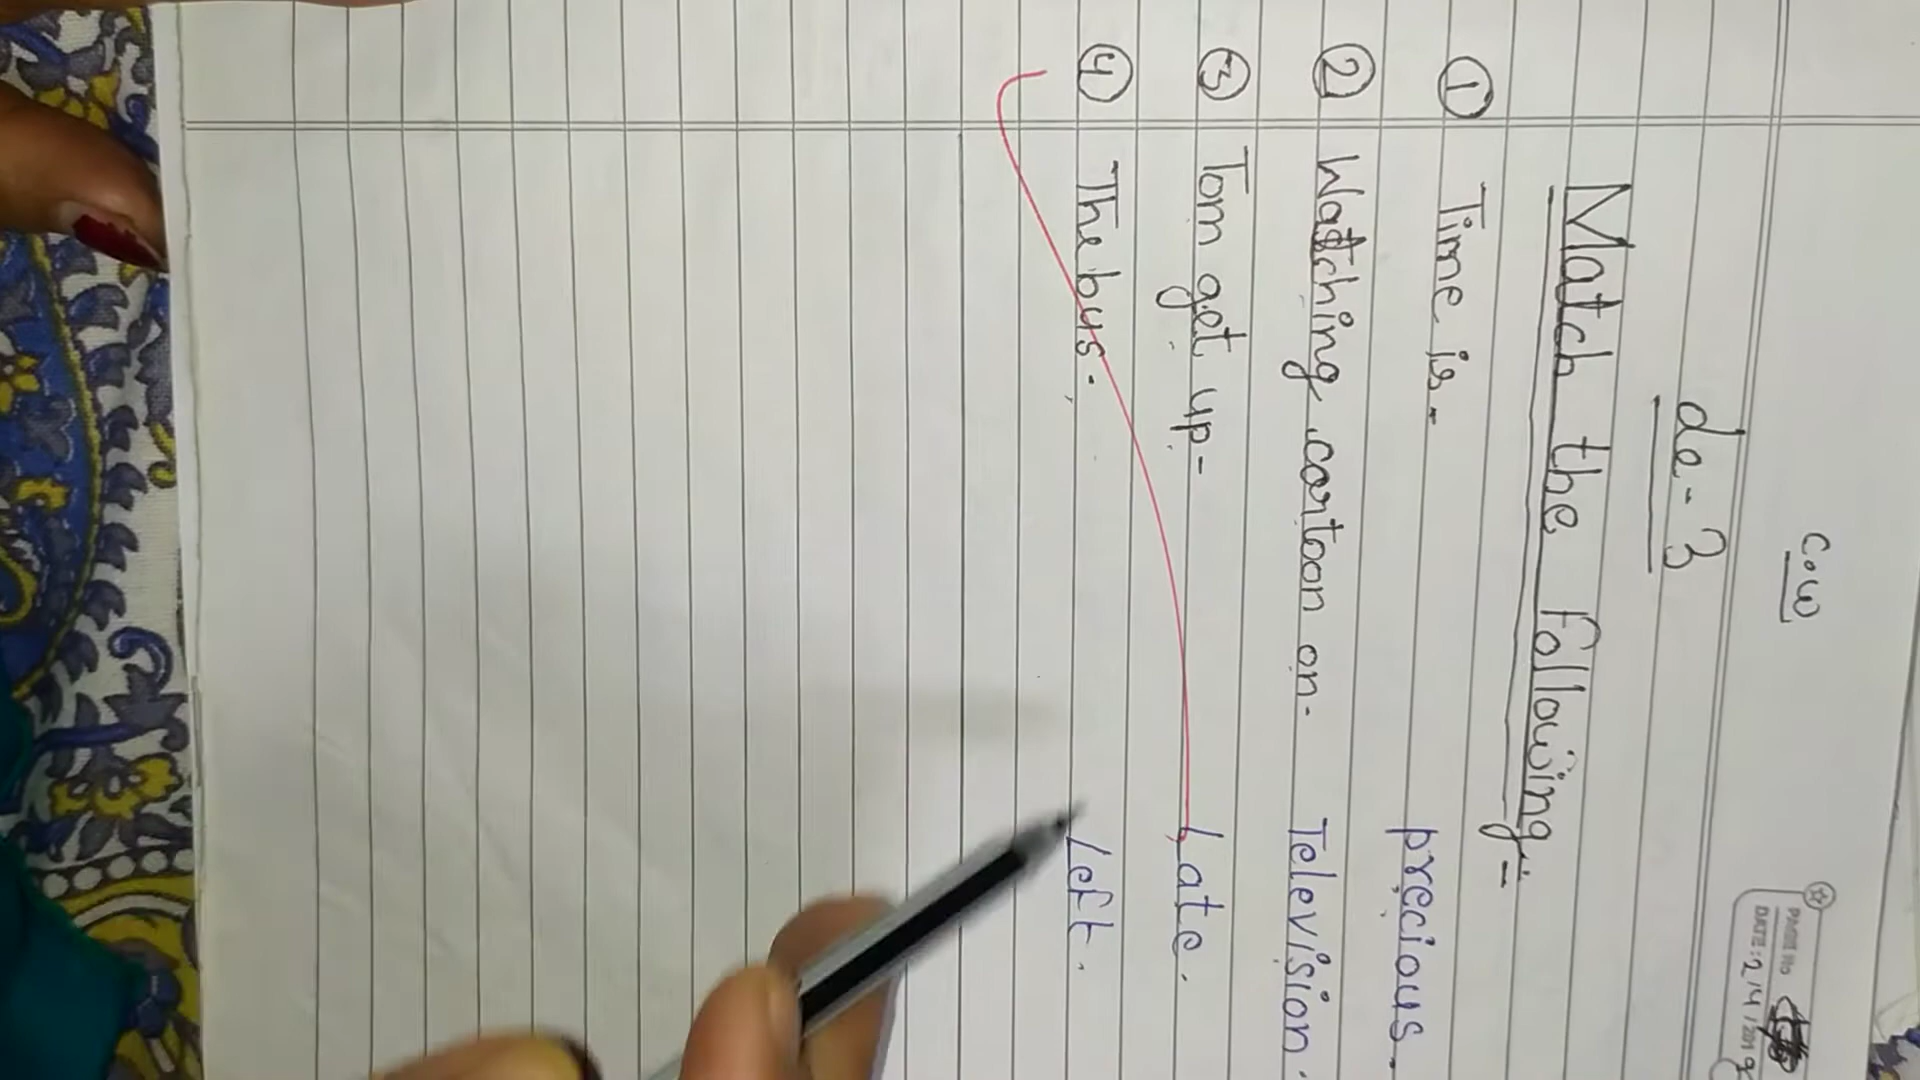 C.W
PAGE No
DATE: 2/4/2019
de-3
Match the following:-
① Time is- precious.
② Watching cartoon on- Television.
③ Tom get up- Late.
④ The bus- Left.